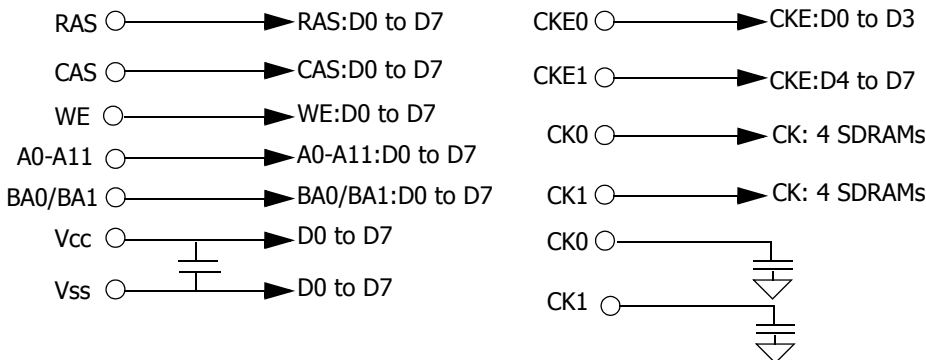 RAS RAS:D0 to D7
CAS CAS:D0 to D7
WE WE:D0 to D7
A0-A11 A0-A11:D0 to D7
BA0/BA1 BA0/BA1:D0 to D7
Vcc D0 to D7
Vss D0 to D7
CKE0 CKE:D0 to D3
CKE1 CKE:D4 to D7
CK0 CK: 4 SDRAMs
CK1 CK: 4 SDRAMs
CK0
CK1